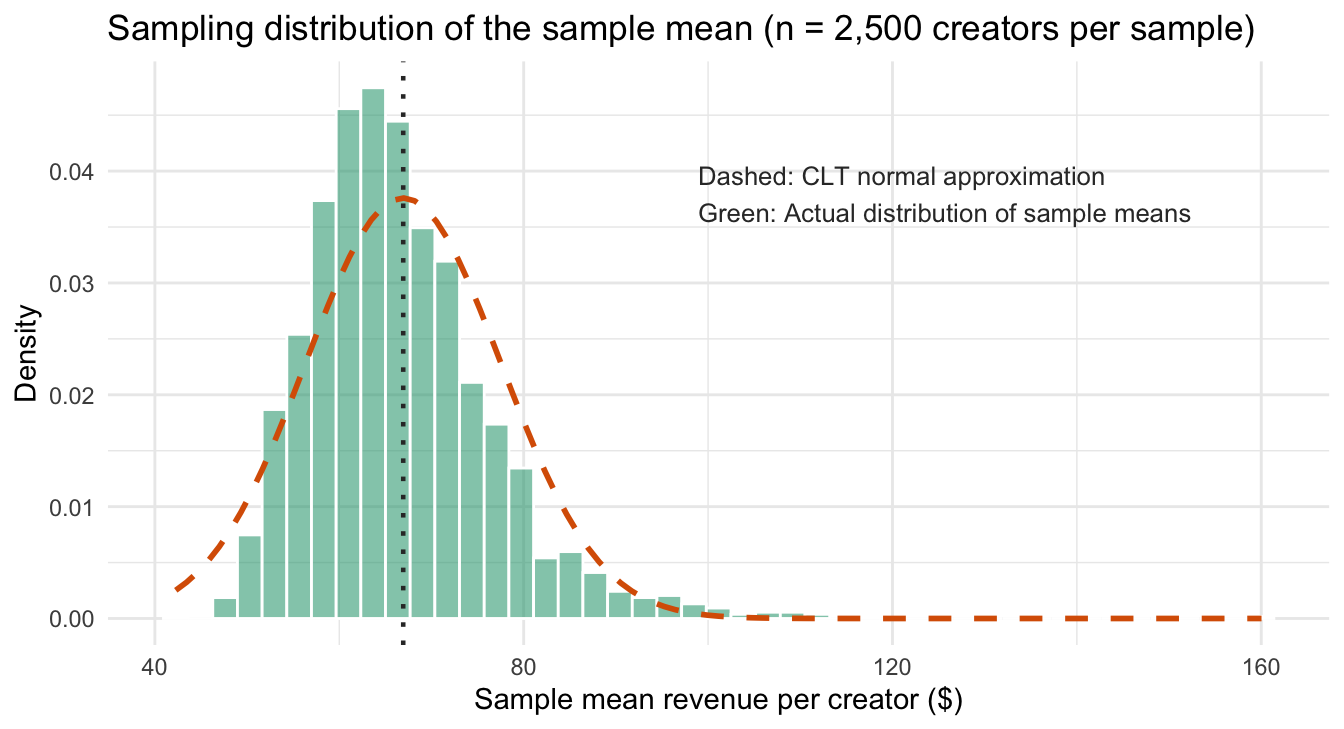 Sampling distribution of the sample mean (n = 2,500 creators per sample)
Density
0.04
0.03
0.02
0.01
0.00
Dashed: CLT normal approximation
Green: Actual distribution of sample means
40 80 120 160
Sample mean revenue per creator ($)